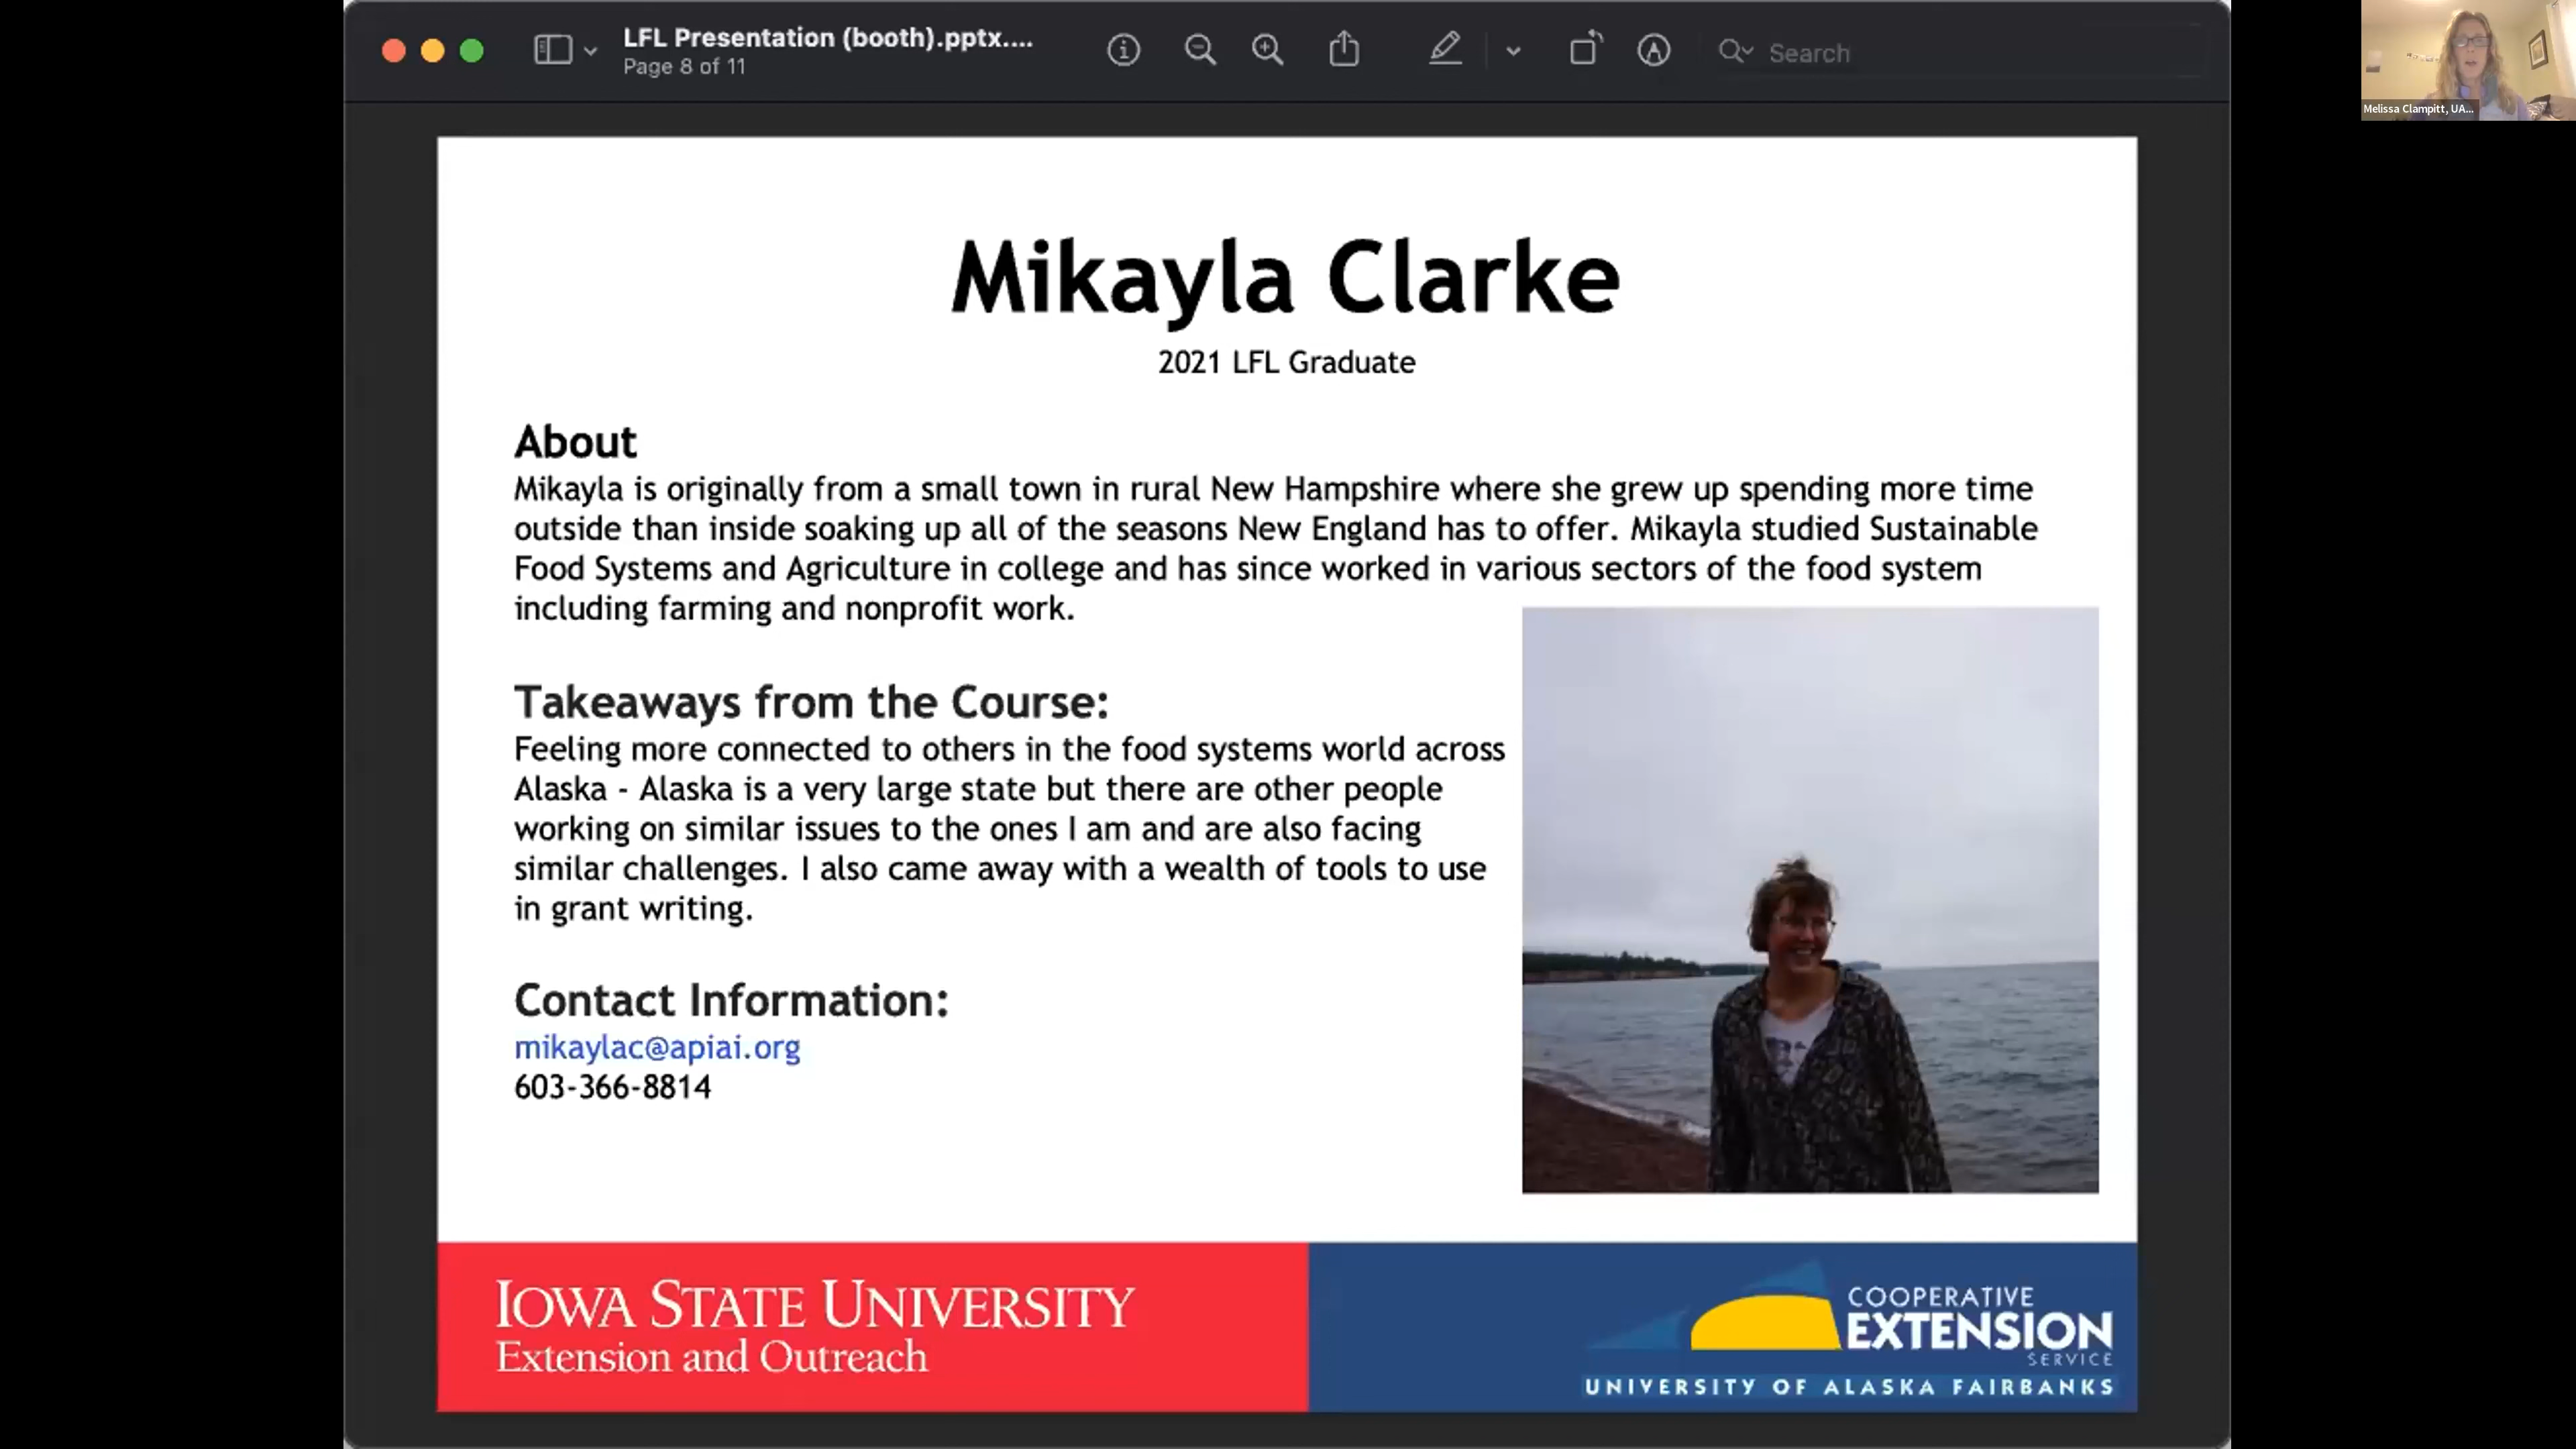 LFL Presentation (booth).pptx....
Page 8 of 11
Search
Melissa Clampitt, UA...
Mikayla Clarke
2021 LFL Graduate
About
Mikayla is originally from a small town in rural New Hampshire where she grew up spending more time
outside than inside soaking up all of the seasons New England has to offer. Mikayla studied Sustainable
Food Systems and Agriculture in college and has since worked in various sectors of the food system
including farming and nonprofit work.
Takeaways from the Course:
Feeling more connected to others in the food systems world across
Alaska - Alaska is a very large state but there are other people
working on similar issues to the ones I am and are also facing
similar challenges. I also came away with a wealth of tools to use
in grant writing.
Contact Information:
mikaylac@apiai.org
603-366-8814
IOWA STATE UNIVERSITY
Extension and Outreach
COOPERATIVE
EXTENSION
SERVICE
UNIVERSITY OF ALASKA FAIRBANKS